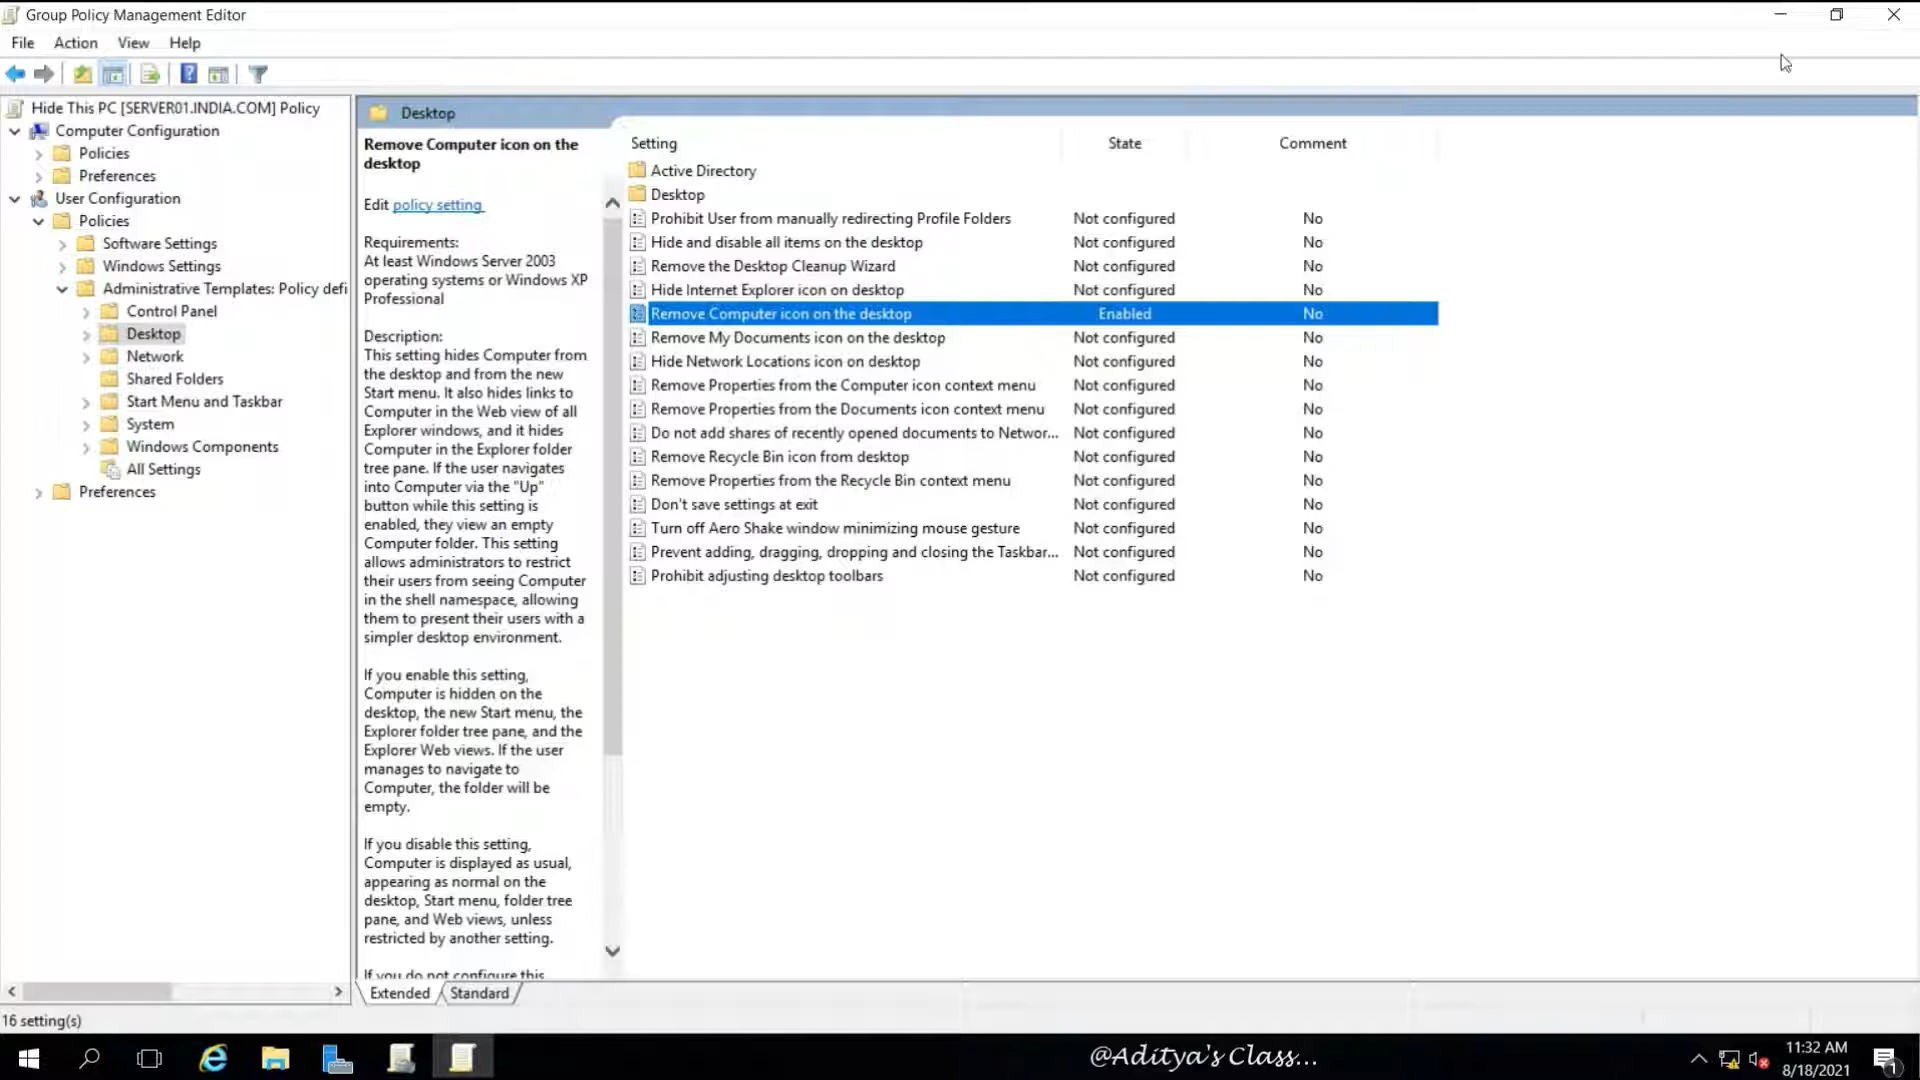 Group Policy Management Editor
File Action View Help
Hide This PC [SERVER01.INDIA.COM] Policy
Computer Configuration
Policies
Preferences
User Configuration
Policies
Software Settings
Windows Settings
Administrative Templates: Policy defi
Control Panel
Desktop
Network
Shared Folders
Start Menu and Taskbar
System
Windows Components
All Settings
Preferences
Desktop
Remove Computer icon on the
desktop
Edit policy setting
Requirements:
At least Windows Server 2003
operating systems or Windows XP
Professional
Description:
This setting hides Computer from
the desktop and from the new
Start menu. It also hides links to
Computer in the Web view of all
Explorer windows, and it hides
Computer in the Explorer folder
tree pane. If the user navigates
into Computer via the "Up"
button while this setting is
enabled, they view an empty
Computer folder. This setting
allows administrators to restrict
their users from seeing Computer
in the shell namespace, allowing
them to present their users with a
simpler desktop environment.
If you enable this setting,
Computer is hidden on the
desktop, the new Start menu, the
Explorer folder tree pane, and the
Explorer Web views. If the user
manages to navigate to
Computer, the folder will be
empty.
If you disable this setting,
Computer is displayed as usual,
appearing as normal on the
desktop, Start menu, folder tree
pane, and Web views, unless
restricted by another setting.
If you do not configure this
Setting State Comment
Active Directory
Desktop
Prohibit User from manually redirecting Profile Folders Not configured No
Hide and disable all items on the desktop Not configured No
Remove the Desktop Cleanup Wizard Not configured No
Hide Internet Explorer icon on desktop Not configured No
Remove Computer icon on the desktop Enabled No
Remove My Documents icon on the desktop Not configured No
Hide Network Locations icon on desktop Not configured No
Remove Properties from the Computer icon context menu Not configured No
Remove Properties from the Documents icon context menu Not configured No
Do not add shares of recently opened documents to Networ... Not configured No
Remove Recycle Bin icon from desktop Not configured No
Remove Properties from the Recycle Bin context menu Not configured No
Don't save settings at exit Not configured No
Turn off Aero Shake window minimizing mouse gesture Not configured No
Prevent adding, dragging, dropping and closing the Taskbar... Not configured No
Prohibit adjusting desktop toolbars Not configured No
Extended Standard
16 setting(s)
@Aditya's Class...
11:32 AM
8/18/2021
1